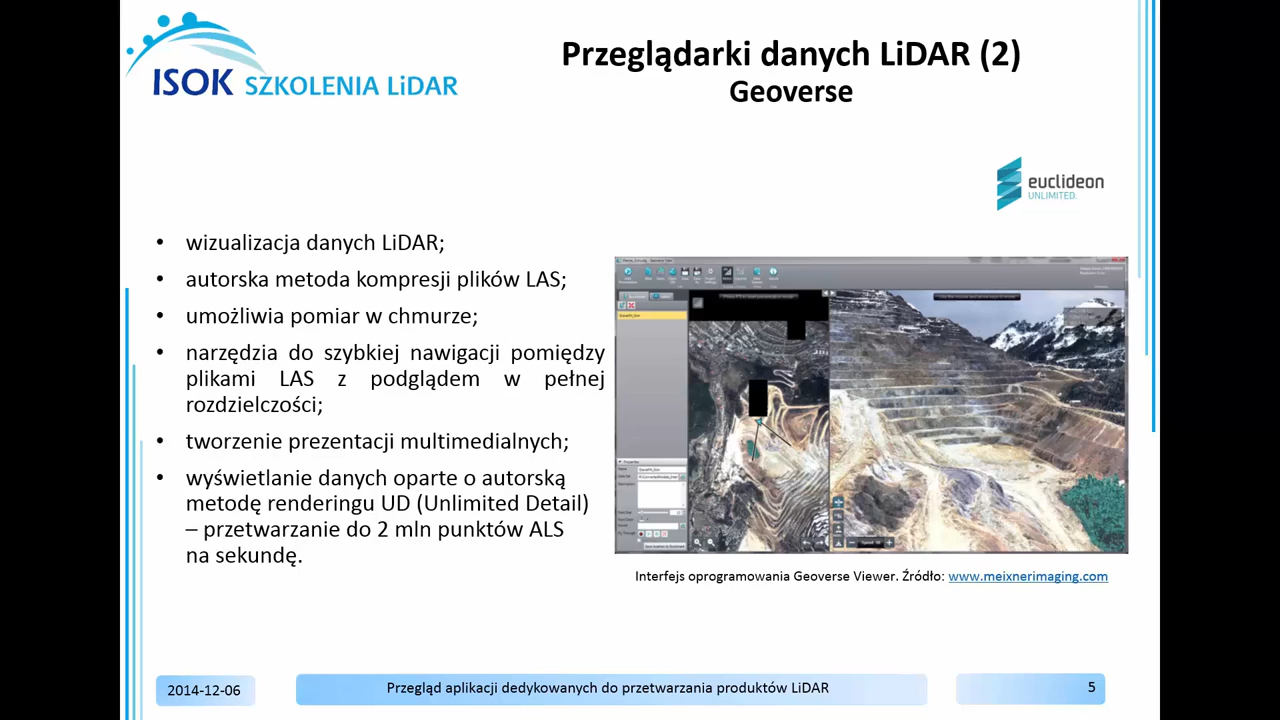 ISOK SZKOLENIA LiDAR
Przeglądarki danych LiDAR (2)
Geoverse
euclideon
UNLIMITED.
• wizualizacja danych LiDAR;
• autorska metoda kompresji plików LAS;
• umożliwia pomiar w chmurze;
• narzędzia do szybkiej nawigacji pomiędzy
plikami LAS z podglądem w pełnej
rozdzielczości;
• tworzenie prezentacji multimedialnych;
• wyświetlanie danych oparte o autorską
metodę renderingu UD (Unlimited Detail)
– przetwarzanie do 2 mln punktów ALS
na sekundę.
Interfejs oprogramowania Geoverse Viewer. Źródło: www.meixnerimaging.com
2014-12-06
Przegląd aplikacji dedykowanych do przetwarzania produktów LiDAR
5